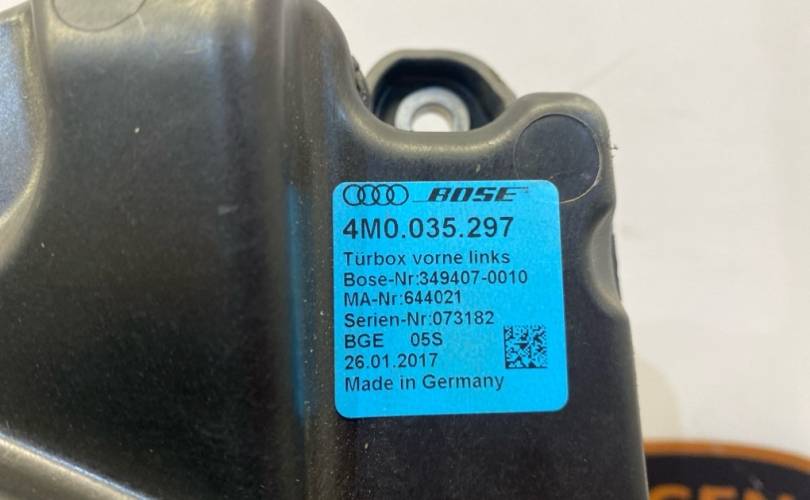 BOSE
4M0.035.297
Türbox vorne links
Bose-Nr:349407-0010
MA-Nr:644021
Serien-Nr:073182
BGE 05S
26.01.2017
Made in Germany